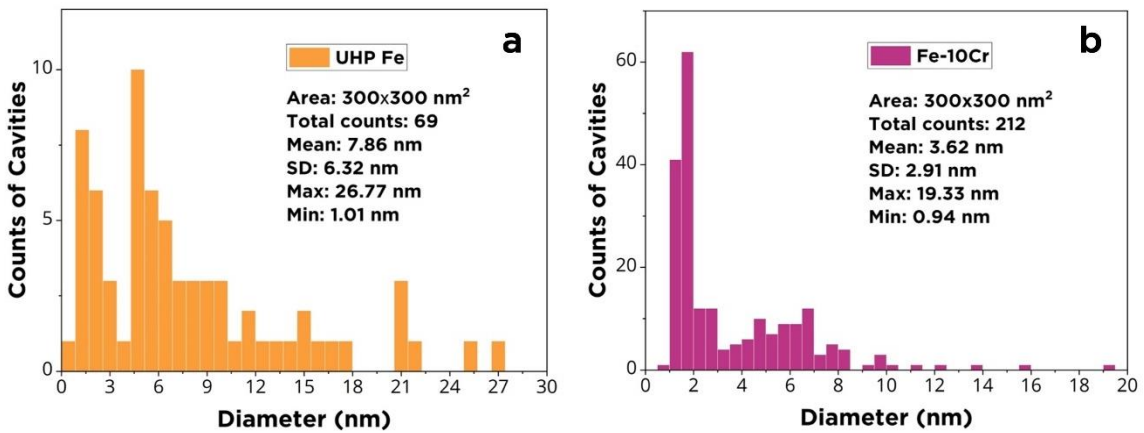 a
UHP Fe
Area: 300x300 nm²
Total counts: 69
Mean: 7.86 nm
SD: 6.32 nm
Max: 26.77 nm
Min: 1.01 nm
Counts of Cavities
10
5
0
0 3 6 9 12 15 18 21 24 27 30
Diameter (nm)
b
Fe-10Cr
Area: 300x300 nm²
Total counts: 212
Mean: 3.62 nm
SD: 2.91 nm
Max: 19.33 nm
Min: 0.94 nm
Counts of Cavities
60
40
20
0
0 2 4 6 8 10 12 14 16 18 20
Diameter (nm)